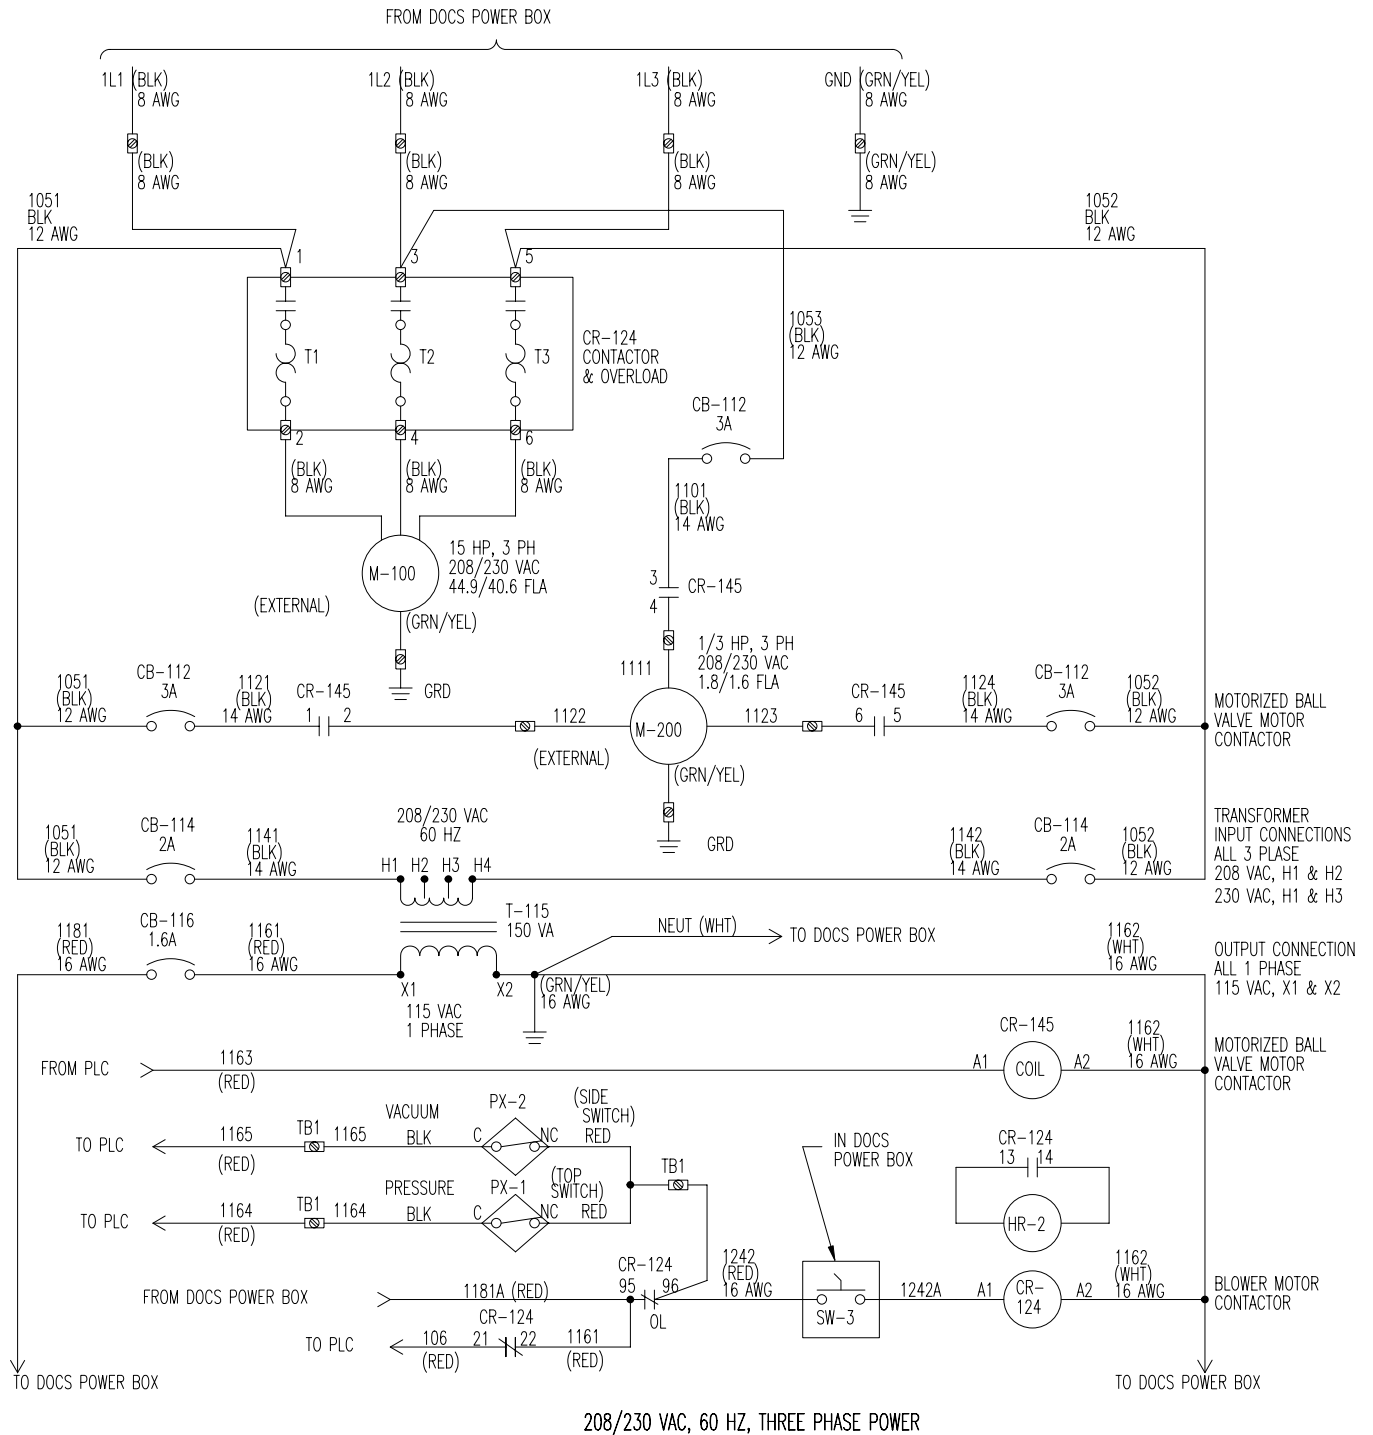 FROM DOCS POWER BOX
1L1 (BLK)
8 AWG
1L2 (BLK)
8 AWG
1L3 (BLK)
8 AWG
GND (GRN/YEL)
8 AWG
(BLK)
8 AWG
(BLK)
8 AWG
(BLK)
8 AWG
(GRN/YEL)
8 AWG
1051
BLK
12 AWG
1052
BLK
12 AWG
1
3
5
T1
T2
T3
CR-124
CONTACTOR
& OVERLOAD
1053
(BLK)
12 AWG
2
4
6
CB-112
3A
(BLK)
8 AWG
(BLK)
8 AWG
(BLK)
8 AWG
1101
(BLK)
14 AWG
M-100
15 HP, 3 PH
208/230 VAC
44.9/40.6 FLA
(EXTERNAL)
(GRN/YEL)
GRD
3
4
CR-145
1111
1/3 HP, 3 PH
208/230 VAC
1.8/1.6 FLA
1051
(BLK)
12 AWG
CB-112
3A
1121
(BLK)
14 AWG
CR-145
1
2
1122
(EXTERNAL)
M-200
(GRN/YEL)
GRD
1123
CR-145
6
5
1124
(BLK)
14 AWG
CB-112
3A
1052
(BLK)
12 AWG
MOTORIZED BALL
VALVE MOTOR
CONTACTOR
1051
(BLK)
12 AWG
CB-114
2A
1141
(BLK)
14 AWG
208/230 VAC
60 HZ
H1
H2
H3
H4
1142
(BLK)
14 AWG
CB-114
2A
1052
(BLK)
12 AWG
TRANSFORMER
INPUT CONNECTIONS
ALL 3 PLASE
208 VAC, H1 & H2
230 VAC, H1 & H3
T-115
150 VA
1181
(RED)
16 AWG
CB-116
1.6A
1161
(RED)
16 AWG
X1
X2
115 VAC
1 PHASE
NEUT (WHT)
TO DOCS POWER BOX
(GRN/YEL)
16 AWG
1162
(WHT)
16 AWG
OUTPUT CONNECTION
ALL 1 PHASE
115 VAC, X1 & X2
FROM PLC
1163
(RED)
CR-145
A1
COIL
A2
1162
(WHT)
16 AWG
MOTORIZED BALL
VALVE MOTOR
CONTACTOR
TO PLC
1165
(RED)
TB1
1165
VACUUM
BLK
PX-2
C
NC
(SIDE
SWITCH)
RED
TB1
IN DOCS
POWER BOX
CR-124
13
14
HR-2
TO PLC
1164
(RED)
TB1
1164
PRESSURE
BLK
PX-1
C
NC
(TOP
SWITCH)
RED
FROM DOCS POWER BOX
1181A (RED)
CR-124
95
96
OL
1242
(RED)
16 AWG
SW-3
1242A
A1
CR-
124
A2
1162
(WHT)
16 AWG
BLOWER MOTOR
CONTACTOR
TO PLC
106
(RED)
CR-124
21
22
1161
(RED)
TO DOCS POWER BOX
TO DOCS POWER BOX
208/230 VAC, 60 HZ, THREE PHASE POWER